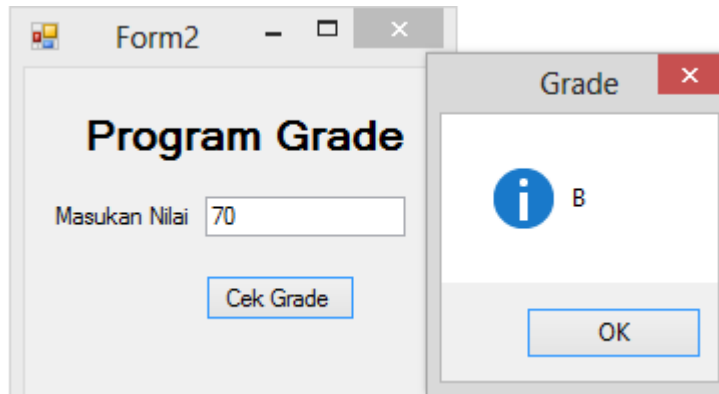 Form2
Program Grade
Masukan Nilai 70
Cek Grade
Grade
B
OK